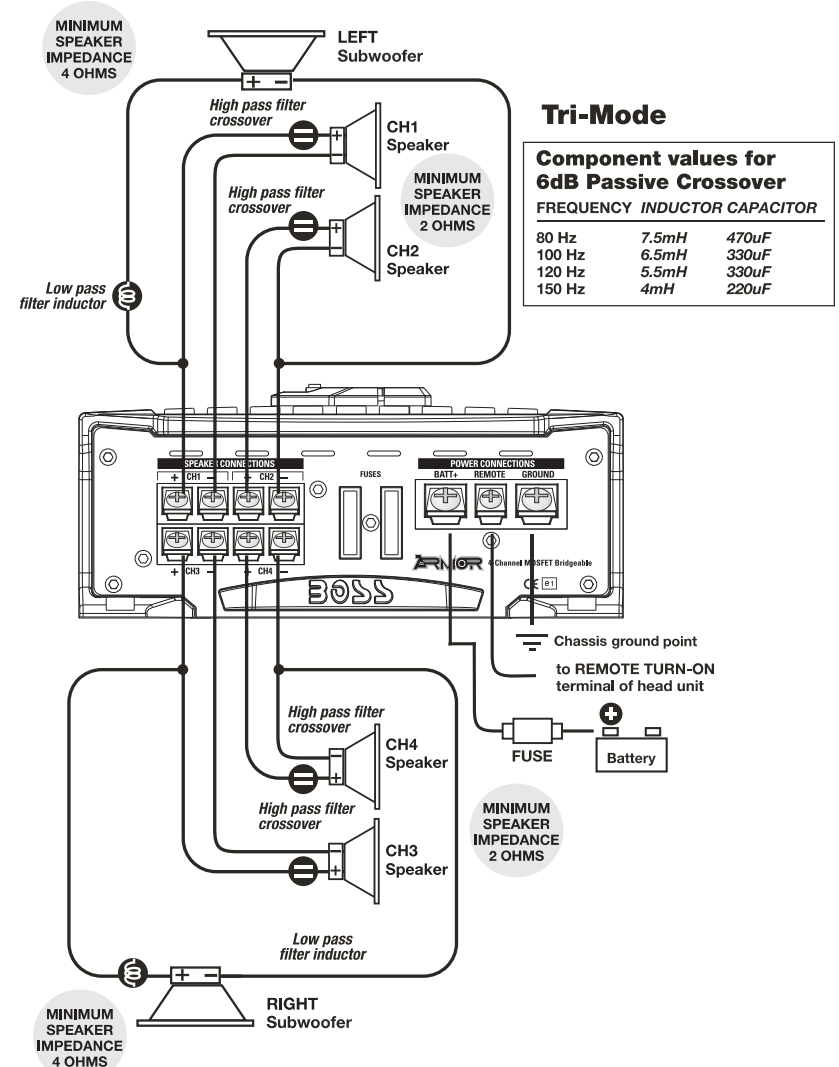 MINIMUM
SPEAKER
IMPEDANCE
4 OHMS
LEFT
Subwoofer
+ −
High pass filter
crossover
+
−
CH1
Speaker
Tri-Mode
Component values for
6dB Passive Crossover
FREQUENCY INDUCTOR CAPACITOR
80 Hz 7.5mH 470uF
100 Hz 6.5mH 330uF
120 Hz 5.5mH 330uF
150 Hz 4mH 220uF
MINIMUM
SPEAKER
IMPEDANCE
2 OHMS
High pass filter
crossover
+
−
CH2
Speaker
Low pass
filter inductor
SPEAKER CONNECTIONS
+ CH1 − + CH2 −
FUSES
POWER CONNECTIONS
BATT+ REMOTE GROUND
+ CH3 − + CH4 −
ARMOR 4-Channel MOSFET Bridgeable
CE e1
BOSS
Chassis ground point
to REMOTE TURN-ON
terminal of head unit
+
FUSE
Battery
High pass filter
crossover
−
+
CH4
Speaker
High pass filter
crossover
−
+
CH3
Speaker
MINIMUM
SPEAKER
IMPEDANCE
2 OHMS
Low pass
filter inductor
+ −
RIGHT
Subwoofer
MINIMUM
SPEAKER
IMPEDANCE
4 OHMS